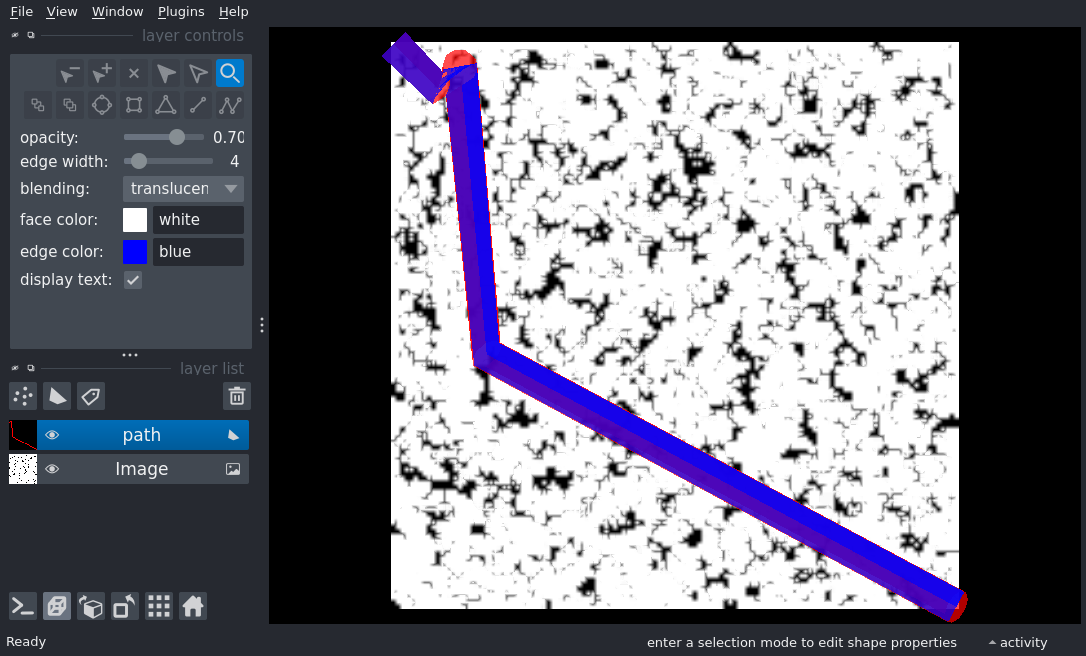 File View Window Plugins Help
layer controls
opacity: 0.70
edge width: 4
blending: translucen
face color: white
edge color: blue
display text:
layer list
path
Image
Ready
enter a selection mode to edit shape properties
activity